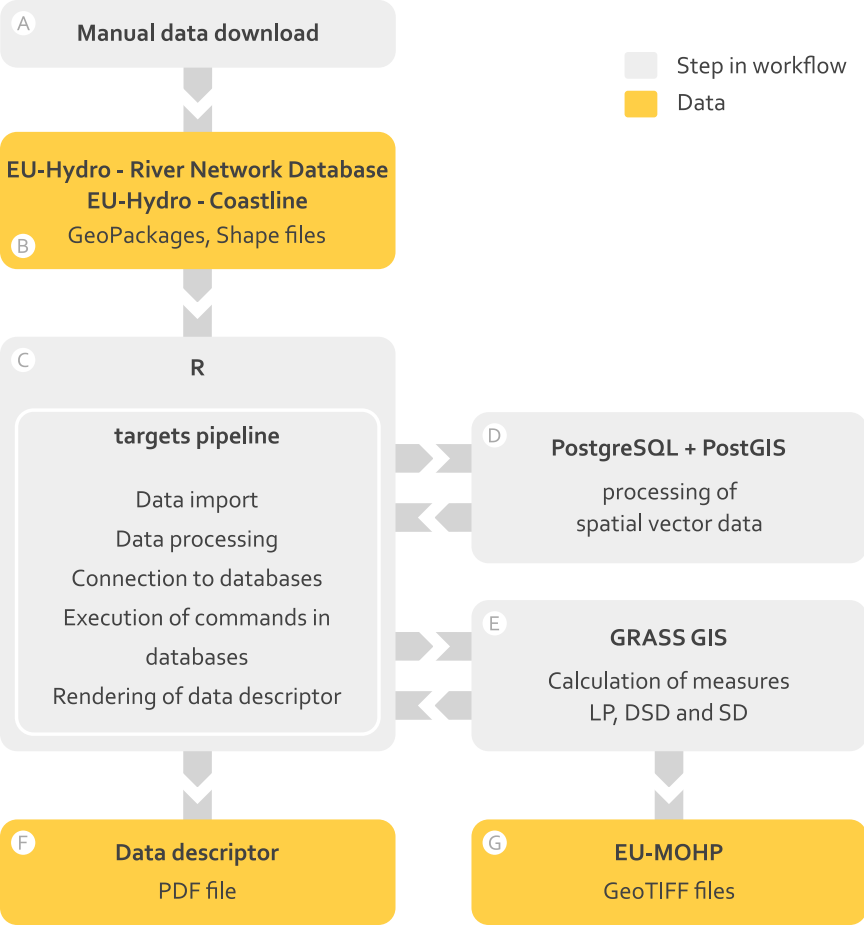 A
Manual data download
Step in workflow
Data
EU-Hydro - River Network Database
EU-Hydro - Coastline
GeoPackages, Shape files
B
C
R
targets pipeline
Data import
Data processing
Connection to databases
Execution of commands in
databases
Rendering of data descriptor
D
PostgreSQL + PostGIS
processing of
spatial vector data
E
GRASS GIS
Calculation of measures
LP, DSD and SD
F
Data descriptor
PDF file
G
EU-MOHP
GeoTIFF files